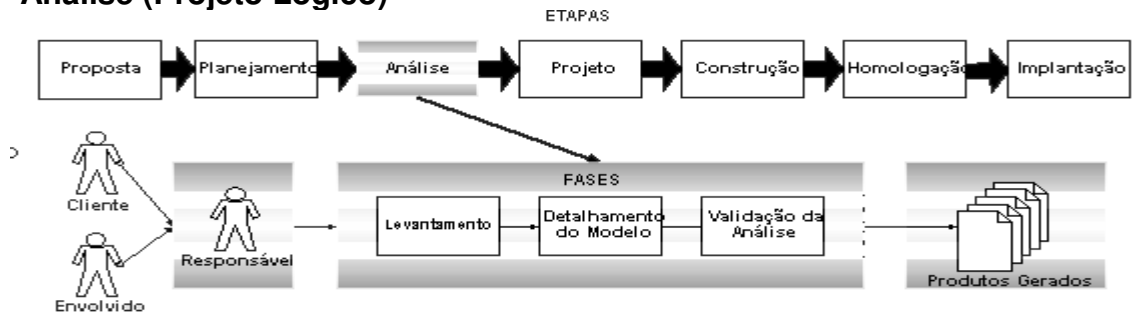 Análise (Projeto Lógico)
ETAPAS
Proposta
Planejamento
Análise
Projeto
Construção
Homologação
Implantação
Cliente
Envolvido
Responsável
FASES
Levantamento
Detalhamento
do Modelo
Validação da
Análise
Produtos Gerados